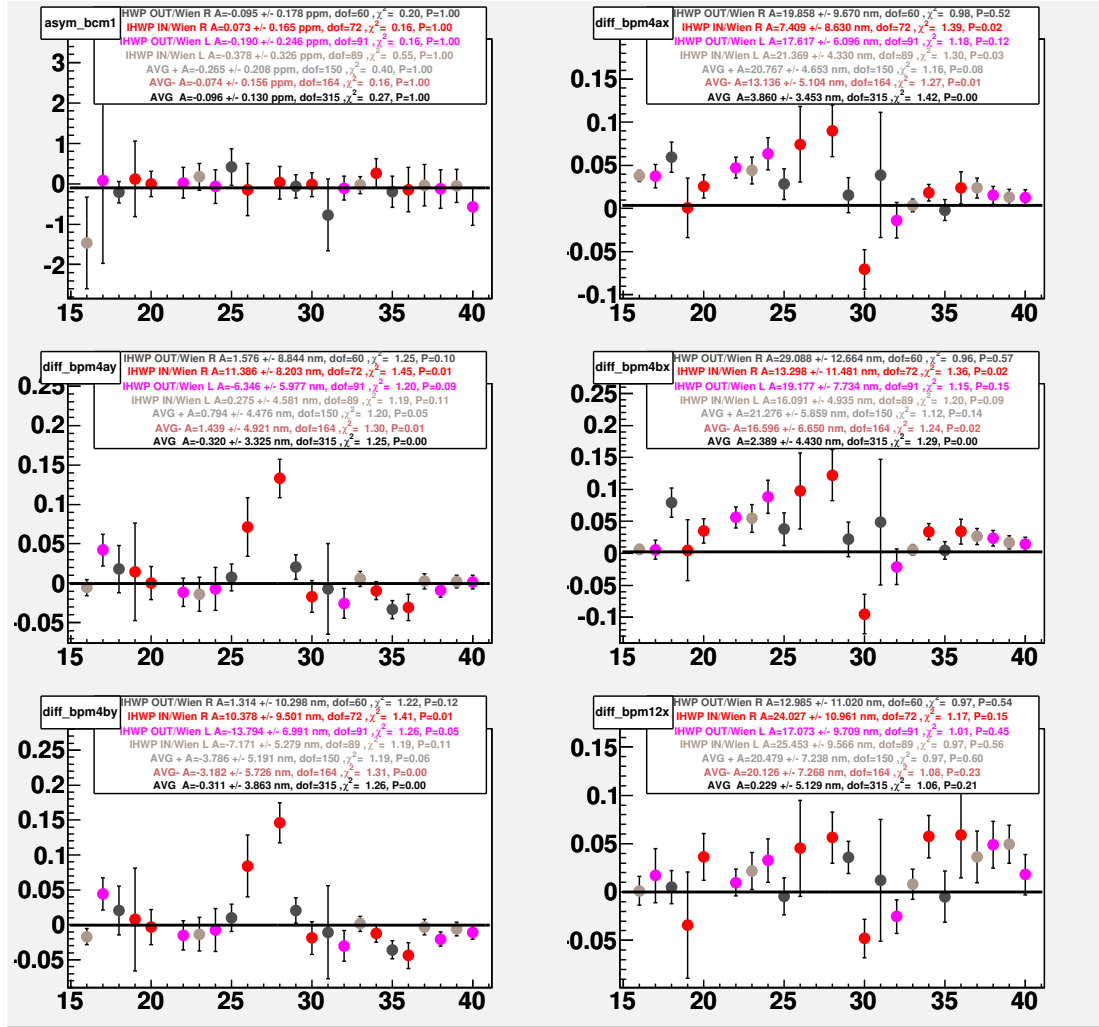 asym_bcm1
IHWP OUT/Wien R A=-0.095 +/- 0.178 ppm, dof=60 ,χ²= 0.20, P=1.00
IHWP IN/Wien R A=0.073 +/- 0.165 ppm, dof=72 ,χ²= 0.16, P=1.00
IHWP OUT/Wien L A=-0.190 +/- 0.246 ppm, dof=91 ,χ²= 0.16, P=1.00
IHWP IN/Wien L A=-0.378 +/- 0.326 ppm, dof=89 ,χ²= 0.55, P=1.00
AVG + A=-0.265 +/- 0.208 ppm, dof=150 ,χ²= 0.40, P=1.00
AVG- A=-0.074 +/- 0.156 ppm, dof=164 ,χ²= 0.16, P=1.00
AVG A=-0.096 +/- 0.130 ppm, dof=315 ,χ²= 0.27, P=1.00
3
2
1
0
-1
-2
15 20 25 30 35 40
diff_bpm4ax
IHWP OUT/Wien R A=19.858 +/- 9.670 nm, dof=60 ,χ²= 0.98, P=0.52
IHWP IN/Wien R A=7.409 +/- 8.630 nm, dof=72 ,χ²= 1.39, P=0.02
IHWP OUT/Wien L A=17.617 +/- 6.096 nm, dof=91 ,χ²= 1.18, P=0.12
IHWP IN/Wien L A=21.369 +/- 4.330 nm, dof=89 ,χ²= 1.30, P=0.03
AVG + A=20.767 +/- 4.653 nm, dof=150 ,χ²= 1.16, P=0.08
AVG- A=13.136 +/- 5.104 nm, dof=164 ,χ²= 1.27, P=0.01
AVG A=3.860 +/- 3.453 nm, dof=315 ,χ²= 1.42, P=0.00
0.15
0.1
0.05
0
-0.05
-0.1
15 20 25 30 35 40
diff_bpm4ay
IHWP OUT/Wien R A=1.576 +/- 8.844 nm, dof=60 ,χ²= 1.25, P=0.10
IHWP IN/Wien R A=11.386 +/- 8.203 nm, dof=72 ,χ²= 1.45, P=0.01
IHWP OUT/Wien L A=-6.346 +/- 5.977 nm, dof=91 ,χ²= 1.20, P=0.09
IHWP IN/Wien L A=0.275 +/- 4.581 nm, dof=89 ,χ²= 1.19, P=0.11
AVG + A=0.794 +/- 4.476 nm, dof=150 ,χ²= 1.20, P=0.05
AVG- A=1.439 +/- 4.921 nm, dof=164 ,χ²= 1.30, P=0.01
AVG A=-0.320 +/- 3.325 nm, dof=315 ,χ²= 1.25, P=0.00
0.25
0.2
0.15
0.1
0.05
0
-0.05
15 20 25 30 35 40
diff_bpm4bx
IHWP OUT/Wien R A=29.088 +/- 12.664 nm, dof=60 ,χ²= 0.96, P=0.57
IHWP IN/Wien R A=13.298 +/- 11.481 nm, dof=72 ,χ²= 1.36, P=0.02
IHWP OUT/Wien L A=19.177 +/- 7.734 nm, dof=91 ,χ²= 1.15, P=0.15
IHWP IN/Wien L A=16.091 +/- 4.935 nm, dof=89 ,χ²= 1.20, P=0.09
AVG + A=21.276 +/- 5.859 nm, dof=150 ,χ²= 1.12, P=0.14
AVG- A=16.596 +/- 6.650 nm, dof=164 ,χ²= 1.24, P=0.02
AVG A=2.389 +/- 4.430 nm, dof=315 ,χ²= 1.29, P=0.00
0.2
0.15
0.1
0.05
0
-0.05
-0.1
15 20 25 30 35 40
diff_bpm4by
IHWP OUT/Wien R A=1.314 +/- 10.298 nm, dof=60 ,χ²= 1.22, P=0.12
IHWP IN/Wien R A=10.378 +/- 9.501 nm, dof=72 ,χ²= 1.41, P=0.01
IHWP OUT/Wien L A=-13.794 +/- 6.991 nm, dof=91 ,χ²= 1.26, P=0.05
IHWP IN/Wien L A=-7.171 +/- 5.279 nm, dof=89 ,χ²= 1.19, P=0.11
AVG + A=-3.786 +/- 5.191 nm, dof=150 ,χ²= 1.19, P=0.06
AVG- A=-3.182 +/- 5.726 nm, dof=164 ,χ²= 1.31, P=0.00
AVG A=-0.311 +/- 3.863 nm, dof=315 ,χ²= 1.26, P=0.00
0.25
0.2
0.15
0.1
0.05
0
-0.05
15 20 25 30 35 40
diff_bpm12x
IHWP OUT/Wien R A=12.985 +/- 11.020 nm, dof=60 ,χ²= 0.97, P=0.54
IHWP IN/Wien R A=24.027 +/- 10.961 nm, dof=72 ,χ²= 1.17, P=0.15
IHWP OUT/Wien L A=17.073 +/- 9.709 nm, dof=91 ,χ²= 1.01, P=0.45
IHWP IN/Wien L A=25.453 +/- 9.566 nm, dof=89 ,χ²= 0.97, P=0.56
AVG + A=20.479 +/- 7.238 nm, dof=150 ,χ²= 0.97, P=0.60
AVG- A=20.126 +/- 7.268 nm, dof=164 ,χ²= 1.08, P=0.23
AVG A=0.229 +/- 5.129 nm, dof=315 ,χ²= 1.06, P=0.21
0.15
0.1
0.05
0
-0.05
15 20 25 30 35 40